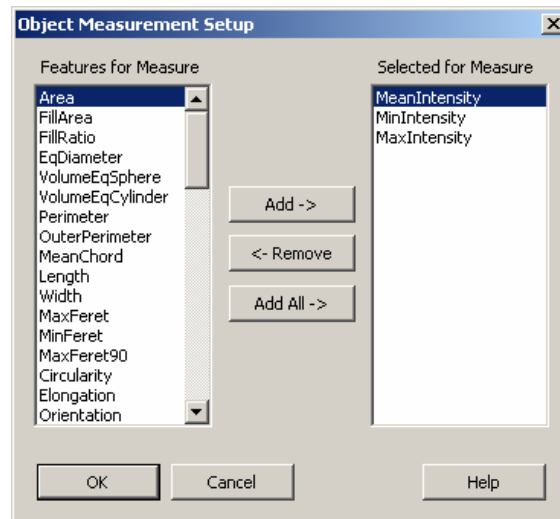 Object Measurement Setup
Features for Measure
Area
FillArea
FillRatio
EqDiameter
VolumeEqSphere
VolumeEqCylinder
Perimeter
OuterPerimeter
MeanChord
Length
Width
MaxFeret
MinFeret
MaxFeret90
Circularity
Elongation
Orientation
Add ->
<- Remove
Add All ->
Selected for Measure
MeanIntensity
MinIntensity
MaxIntensity
OK
Cancel
Help